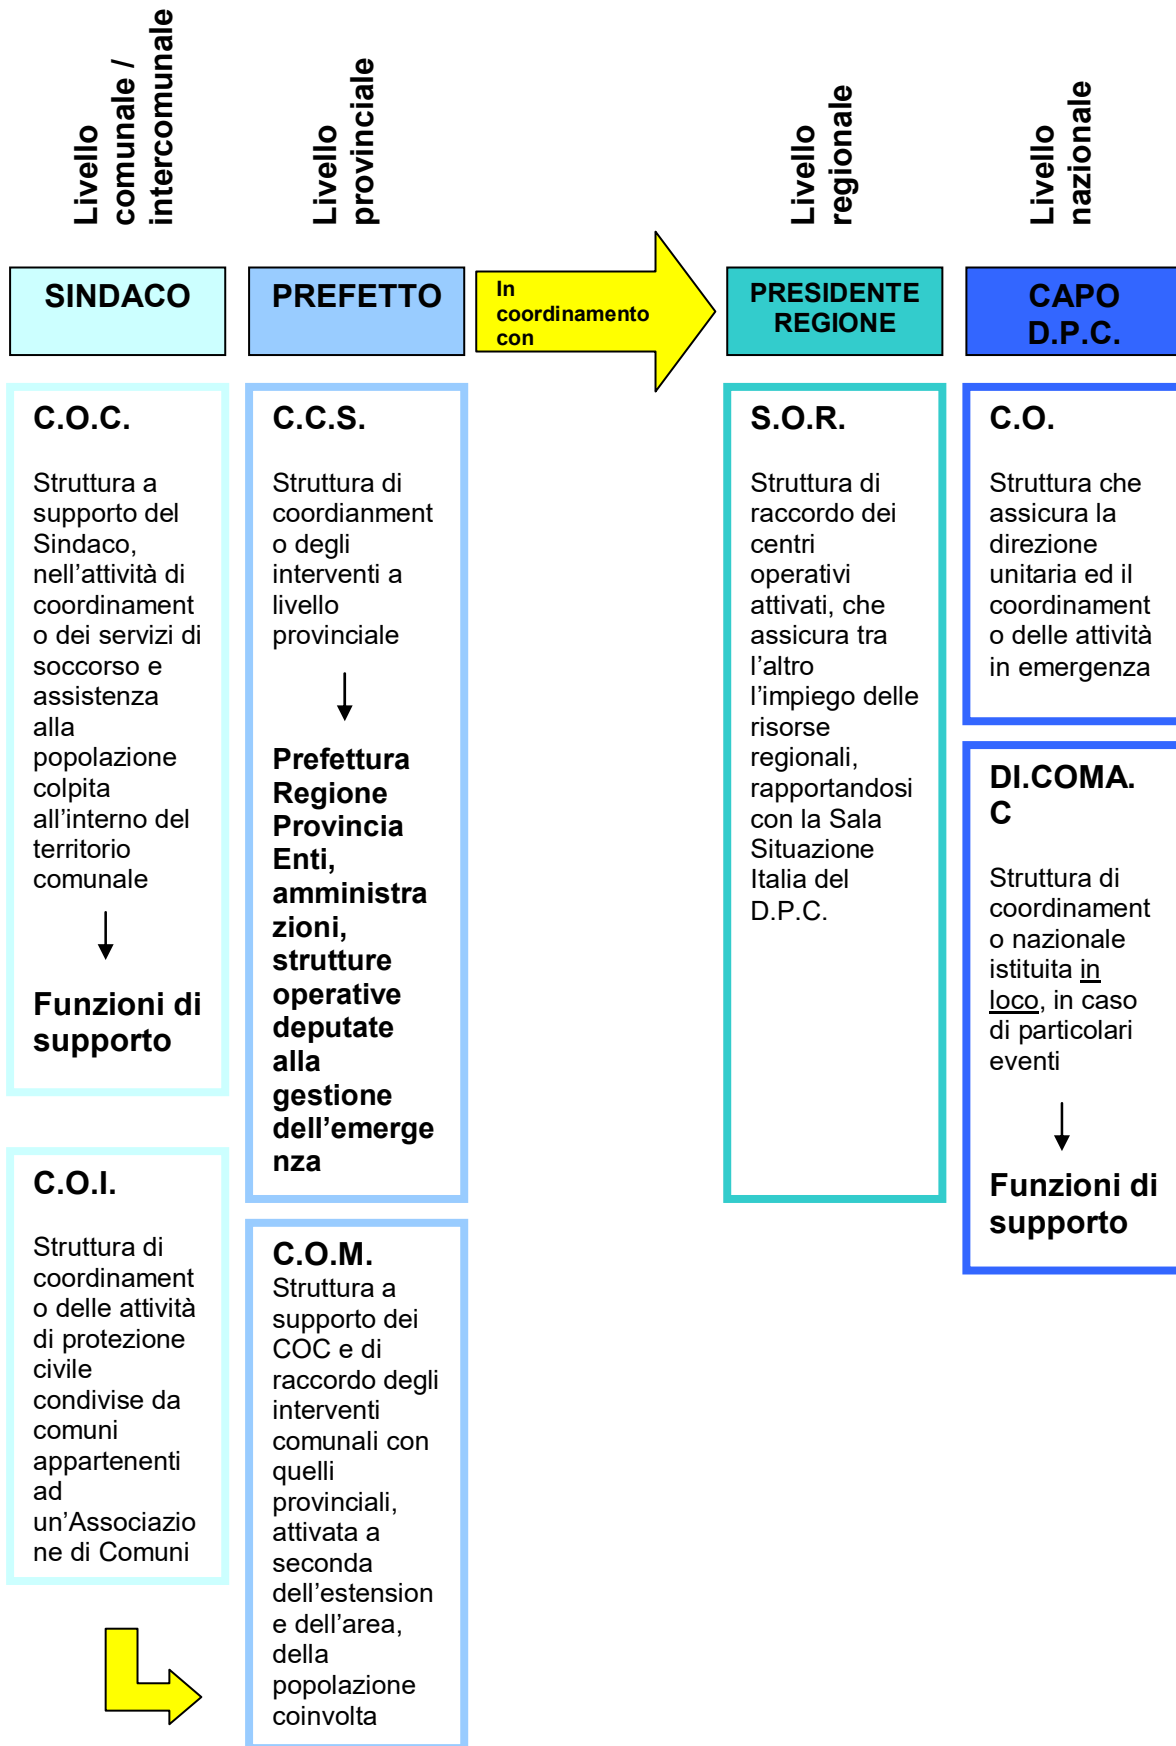 Livello
comunale /
intercomunale
Livello
provinciale
Livello
regionale
Livello
nazionale
SINDACO
PREFETTO
In
coordinamento
con
PRESIDENTE
REGIONE
CAPO
D.P.C.
C.O.C.
Struttura a
supporto del
Sindaco,
nell’attività di
coordinament
o dei servizi di
soccorso e
assistenza
alla
popolazione
colpita
all’interno del
territorio
comunale
Funzioni di
supporto
C.O.I.
Struttura di
coordinament
o delle attività
di protezione
civile
condivise da
comuni
appartenenti
ad
un’Associazio
ne di Comuni
C.C.S.
Struttura di
coordianment
o degli
interventi a
livello
provinciale
Prefettura
Regione
Provincia
Enti,
amministra
zioni,
strutture
operative
deputate
alla
gestione
dell’emerge
nza
C.O.M.
Struttura a
supporto dei
COC e di
raccordo degli
interventi
comunali con
quelli
provinciali,
attivata a
seconda
dell’estension
e dell’area,
della
popolazione
coinvolta
S.O.R.
Struttura di
raccordo dei
centri
operativi
attivati, che
assicura tra
l’altro
l’impiego delle
risorse
regionali,
rapportandosi
con la Sala
Situazione
Italia del
D.P.C.
C.O.
Struttura che
assicura la
direzione
unitaria ed il
coordinament
o delle attività
in emergenza
DI.COMA.
C
Struttura di
coordinament
o nazionale
istituita in
loco, in caso
di particolari
eventi
Funzioni di
supporto